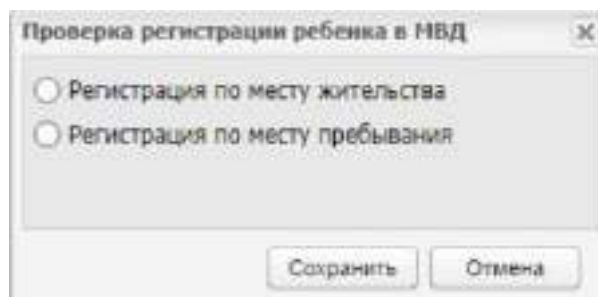 Проверка регистрации ребенка в МВД
Регистрация по месту жительства
Регистрация по месту пребывания
Сохранить Отмена